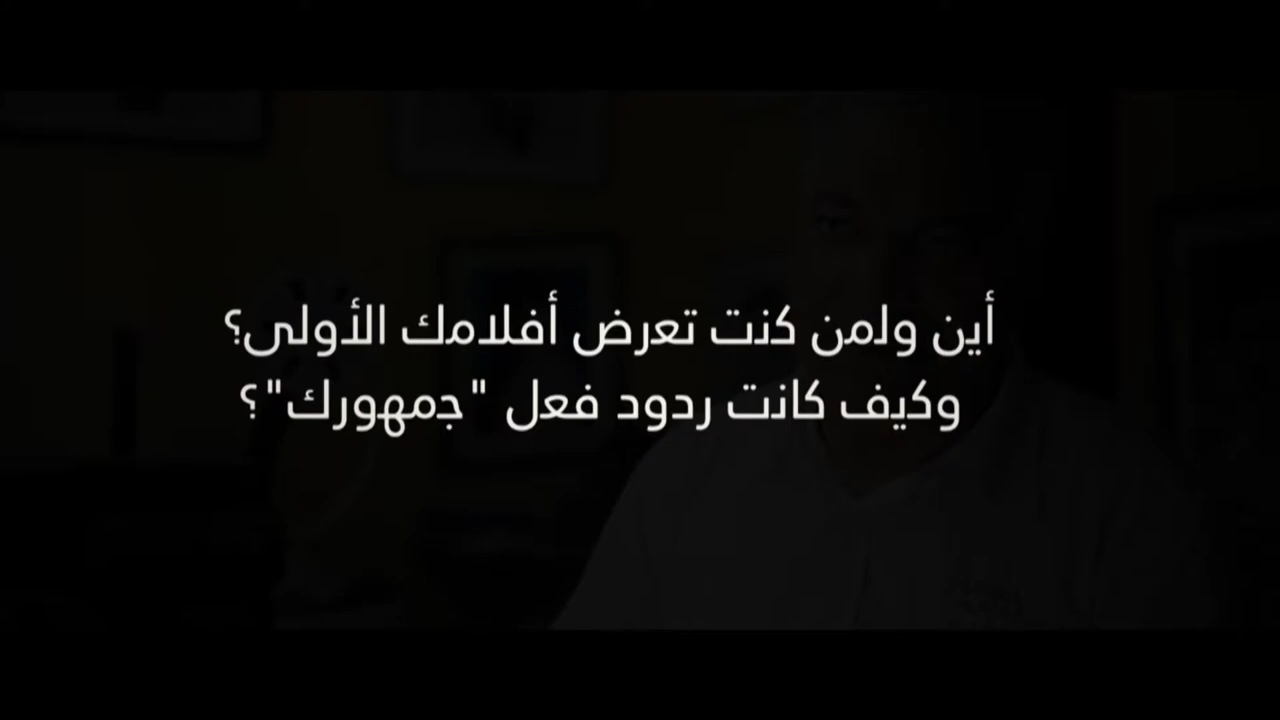 أين ولمن كنت تعرض أفلامك الأولى؟
وكيف كانت ردود فعل "جمهورك"؟